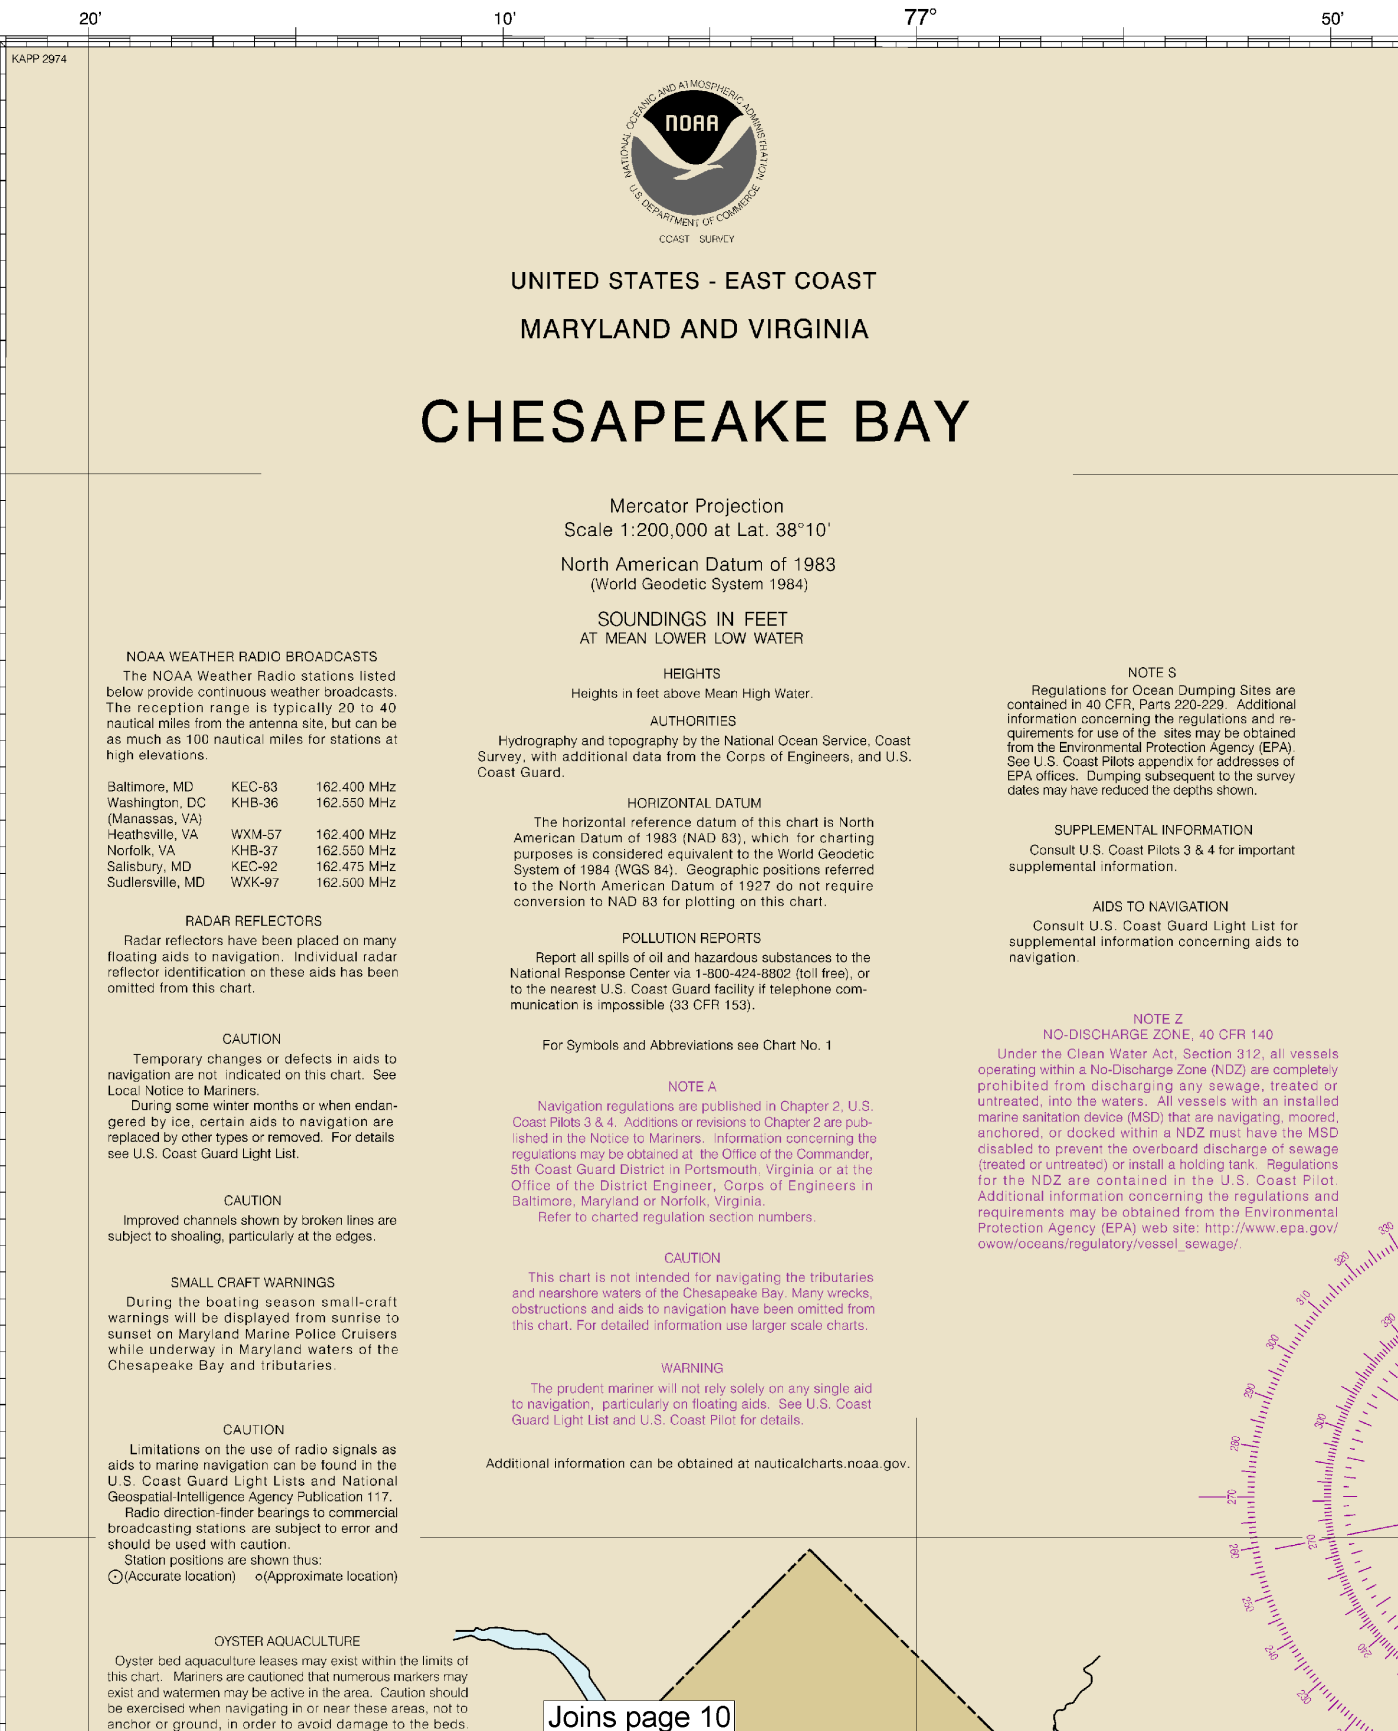 20'
10'
77°
50'
KAPP 2974
NATIONAL OCEANIC AND ATMOSPHERIC ADMINISTRATION
NOAA
U.S. DEPARTMENT OF COMMERCE
COAST SURVEY
UNITED STATES - EAST COAST
MARYLAND AND VIRGINIA
CHESAPEAKE BAY
Mercator Projection
Scale 1:200,000 at Lat. 38°10'
North American Datum of 1983
(World Geodetic System 1984)
SOUNDINGS IN FEET
AT MEAN LOWER LOW WATER
NOAA WEATHER RADIO BROADCASTS
The NOAA Weather Radio stations listed
below provide continuous weather broadcasts.
The reception range is typically 20 to 40
nautical miles from the antenna site, but can be
as much as 100 nautical miles for stations at
high elevations.
Baltimore, MD KEC-83 162.400 MHz
Washington, DC KHB-36 162.550 MHz
(Manassas, VA)
Heathsville, VA WXM-57 162.400 MHz
Norfolk, VA KHB-37 162.550 MHz
Salisbury, MD KEC-92 162.475 MHz
Sudlersville, MD WXK-97 162.500 MHz
RADAR REFLECTORS
Radar reflectors have been placed on many
floating aids to navigation. Individual radar
reflector identification on these aids has been
omitted from this chart.
CAUTION
Temporary changes or defects in aids to
navigation are not indicated on this chart. See
Local Notice to Mariners.
During some winter months or when endan-
gered by ice, certain aids to navigation are
replaced by other types or removed. For details
see U.S. Coast Guard Light List.
CAUTION
Improved channels shown by broken lines are
subject to shoaling, particularly at the edges.
SMALL CRAFT WARNINGS
During the boating season small-craft
warnings will be displayed from sunrise to
sunset on Maryland Marine Police Cruisers
while underway in Maryland waters of the
Chesapeake Bay and tributaries.
CAUTION
Limitations on the use of radio signals as
aids to marine navigation can be found in the
U.S. Coast Guard Light Lists and National
Geospatial-Intelligence Agency Publication 117.
Radio direction-finder bearings to commercial
broadcasting stations are subject to error and
should be used with caution.
Station positions are shown thus:
(Accurate location) o(Approximate location)
OYSTER AQUACULTURE
Oyster bed aquaculture leases may exist within the limits of
this chart. Mariners are cautioned that numerous markers may
exist and watermen may be active in the area. Caution should
be exercised when navigating in or near these areas, not to
anchor or ground, in order to avoid damage to the beds.
HEIGHTS
Heights in feet above Mean High Water.
AUTHORITIES
Hydrography and topography by the National Ocean Service, Coast
Survey, with additional data from the Corps of Engineers, and U.S.
Coast Guard.
HORIZONTAL DATUM
The horizontal reference datum of this chart is North
American Datum of 1983 (NAD 83), which for charting
purposes is considered equivalent to the World Geodetic
System of 1984 (WGS 84). Geographic positions referred
to the North American Datum of 1927 do not require
conversion to NAD 83 for plotting on this chart.
POLLUTION REPORTS
Report all spills of oil and hazardous substances to the
National Response Center via 1-800-424-8802 (toll free), or
to the nearest U.S. Coast Guard facility if telephone com-
munication is impossible (33 CFR 153).
For Symbols and Abbreviations see Chart No. 1
NOTE A
Navigation regulations are published in Chapter 2, U.S.
Coast Pilots 3 & 4. Additions or revisions to Chapter 2 are pub-
lished in the Notice to Mariners. Information concerning the
regulations may be obtained at the Office of the Commander,
5th Coast Guard District in Portsmouth, Virginia or at the
Office of the District Engineer, Corps of Engineers in
Baltimore, Maryland or Norfolk, Virginia.
Refer to charted regulation section numbers.
CAUTION
This chart is not intended for navigating the tributaries
and nearshore waters of the Chesapeake Bay. Many wrecks,
obstructions and aids to navigation have been omitted from
this chart. For detailed information use larger scale charts.
WARNING
The prudent mariner will not rely solely on any single aid
to navigation, particularly on floating aids. See U.S. Coast
Guard Light List and U.S. Coast Pilot for details.
Additional information can be obtained at nauticalcharts.noaa.gov.
NOTE S
Regulations for Ocean Dumping Sites are
contained in 40 CFR, Parts 220-229. Additional
information concerning the regulations and re-
quirements for use of the sites may be obtained
from the Environmental Protection Agency (EPA).
See U.S. Coast Pilots appendix for addresses of
EPA offices. Dumping subsequent to the survey
dates may have reduced the depths shown.
SUPPLEMENTAL INFORMATION
Consult U.S. Coast Pilots 3 & 4 for important
supplemental information.
AIDS TO NAVIGATION
Consult U.S. Coast Guard Light List for
supplemental information concerning aids to
navigation.
NOTE Z
NO-DISCHARGE ZONE, 40 CFR 140
Under the Clean Water Act, Section 312, all vessels
operating within a No-Discharge Zone (NDZ) are completely
prohibited from discharging any sewage, treated or
untreated, into the waters. All vessels with an installed
marine sanitation device (MSD) that are navigating, moored,
anchored, or docked within a NDZ must have the MSD
disabled to prevent the overboard discharge of sewage
(treated or untreated) or install a holding tank. Regulations
for the NDZ are contained in the U.S. Coast Pilot.
Additional information concerning the regulations and
requirements may be obtained from the Environmental
Protection Agency (EPA) web site: http://www.epa.gov/
owow/oceans/regulatory/vessel_sewage/.
330
320
310
300
290
280
270
260
250
240
230
330
300
270
240
Joins page 10